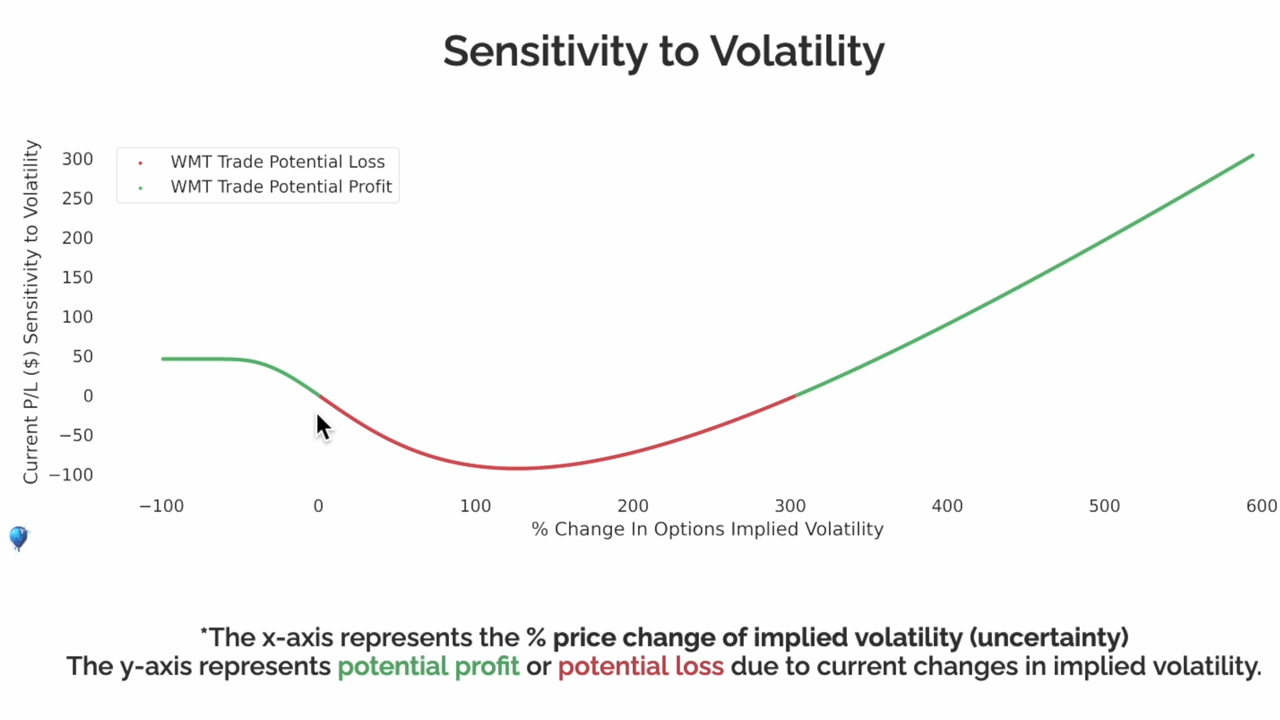 Sensitivity to Volatility
WMT Trade Potential Loss
WMT Trade Potential Profit
Current P/L ($) Sensitivity to Volatility
300
250
200
150
100
50
0
−50
−100
−100 0 100 200 300 400 500 600
% Change In Options Implied Volatility
*The x-axis represents the % price change of implied volatility (uncertainty)
The y-axis represents potential profit or potential loss due to current changes in implied volatility.